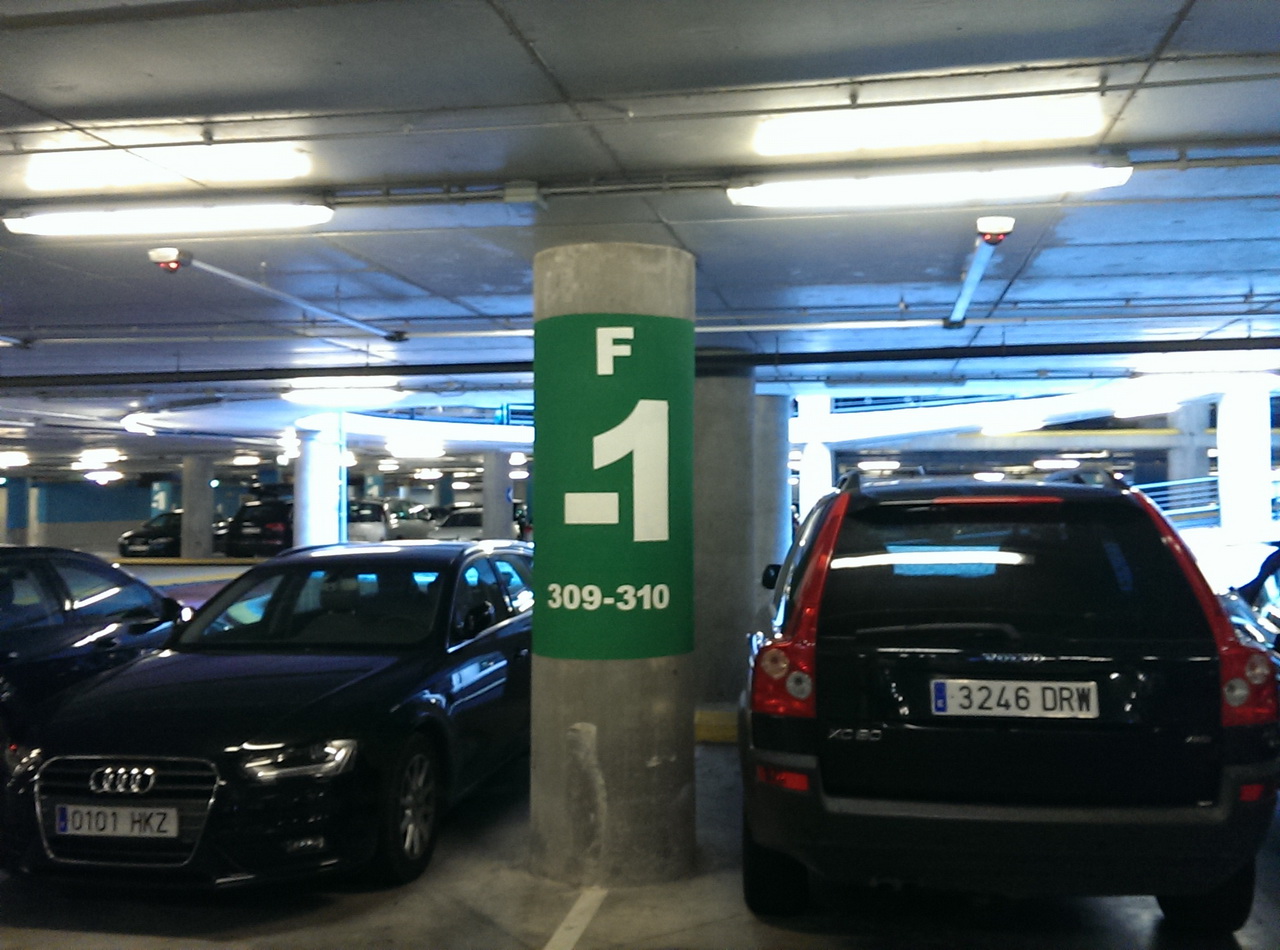 F
-1
309-310
VOLVO
3246 DRW
XC90
0101 HKZ